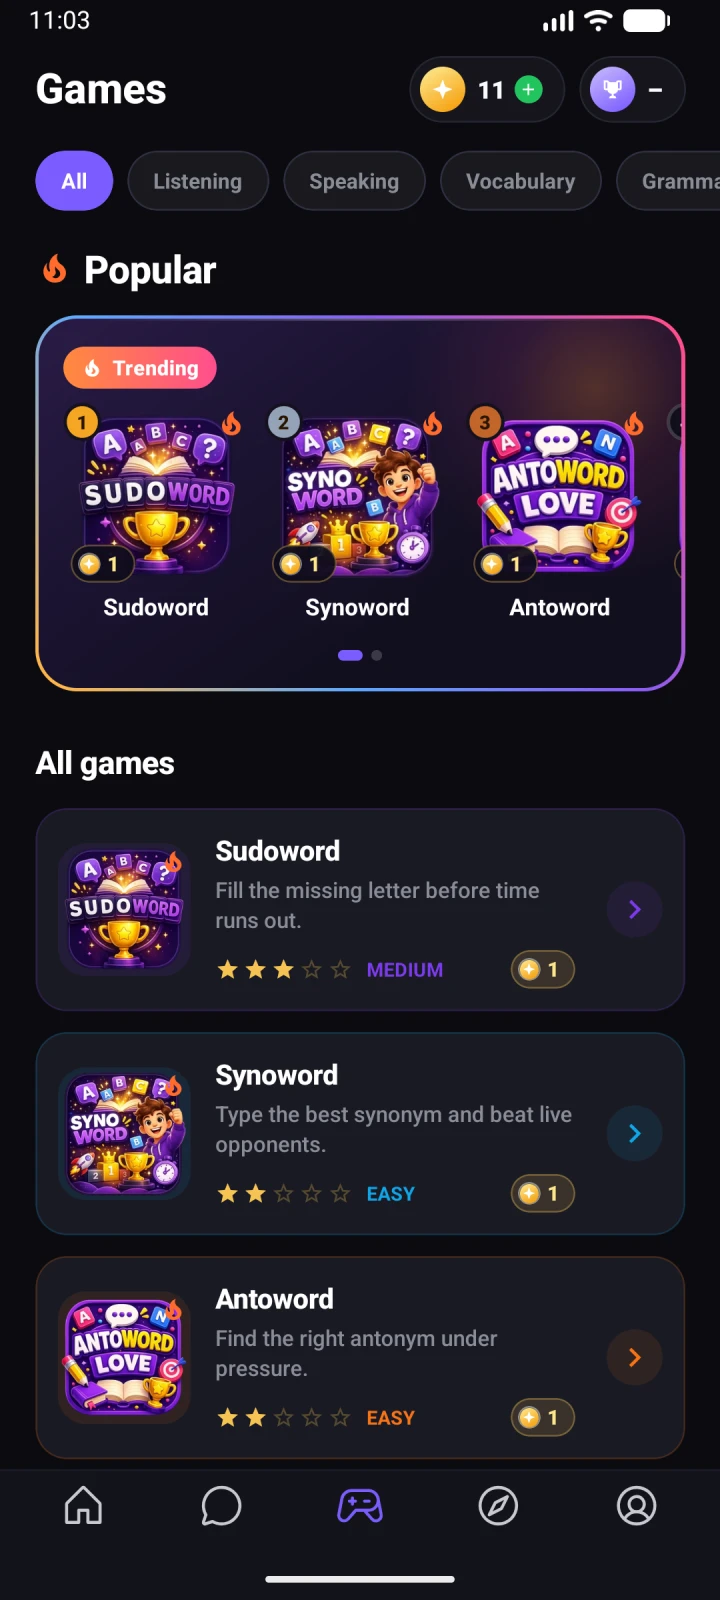 11:03
Games
11
–
All
Listening
Speaking
Vocabulary
Gramma
Popular
Trending
1
A
B
C
?
SUDOWORD
1
Sudoword
2
A
A
B
C
?
SYNO
WORD
B
1
1
Synoword
3
A
N
ANTOWORD
LOVE
1
Antoword
All games
A
B
C
?
SUDOWORD
Sudoword
Fill the missing letter before time
runs out.
MEDIUM
1
A
B
C
?
SYNO
WORD
B
2
1
Synoword
Type the best synonym and beat live
opponents.
EASY
1
A
N
ANTOWORD
LOVE
Antoword
Find the right antonym under
pressure.
EASY
1